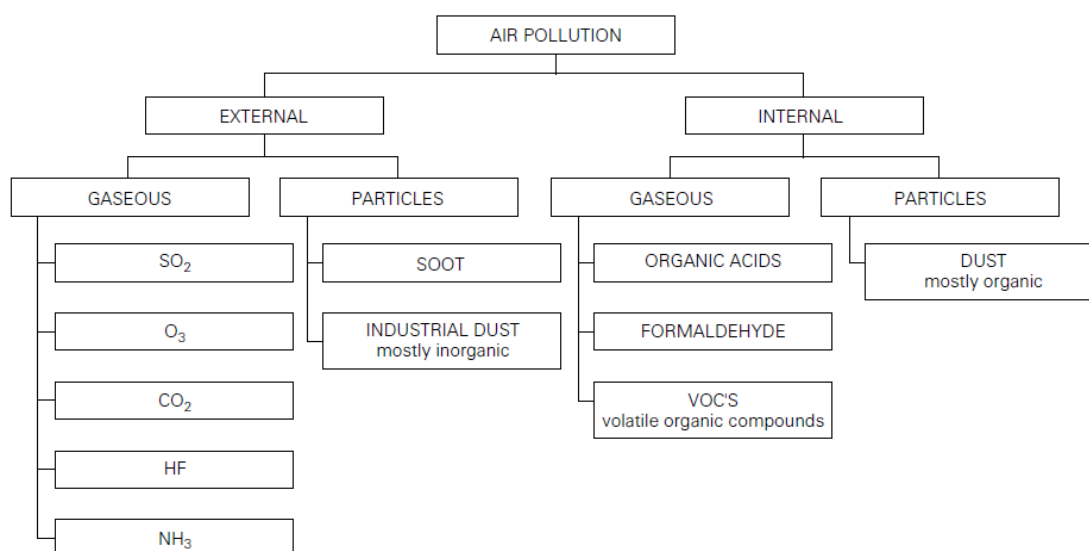 AIR POLLUTION
EXTERNAL
INTERNAL
GASEOUS
PARTICLES
GASEOUS
PARTICLES
SO₂
SOOT
ORGANIC ACIDS
DUST
mostly organic
O₃
INDUSTRIAL DUST
mostly inorganic
FORMALDEHYDE
CO₂
VOC'S
volatile organic compounds
HF
NH₃